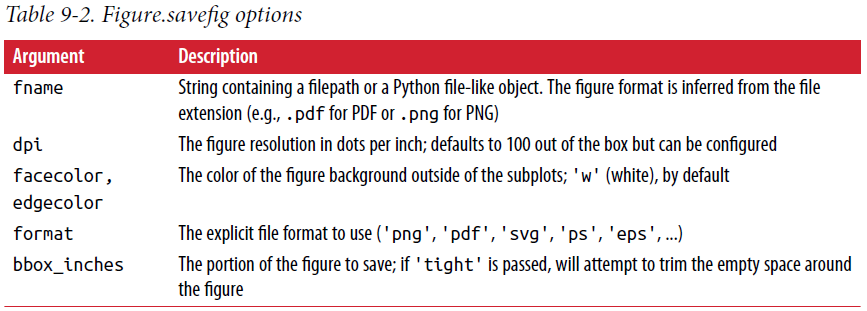 Table 9-2. Figure.savefig options
Argument Description
fname String containing a filepath or a Python file-like object. The figure format is inferred from the file
extension (e.g., .pdf for PDF or .png for PNG)
dpi The figure resolution in dots per inch; defaults to 100 out of the box but can be configured
facecolor, The color of the figure background outside of the subplots; 'w' (white), by default
edgecolor
format The explicit file format to use ('png', 'pdf', 'svg', 'ps', 'eps', ...)
bbox_inches The portion of the figure to save; if 'tight' is passed, will attempt to trim the empty space around
the figure